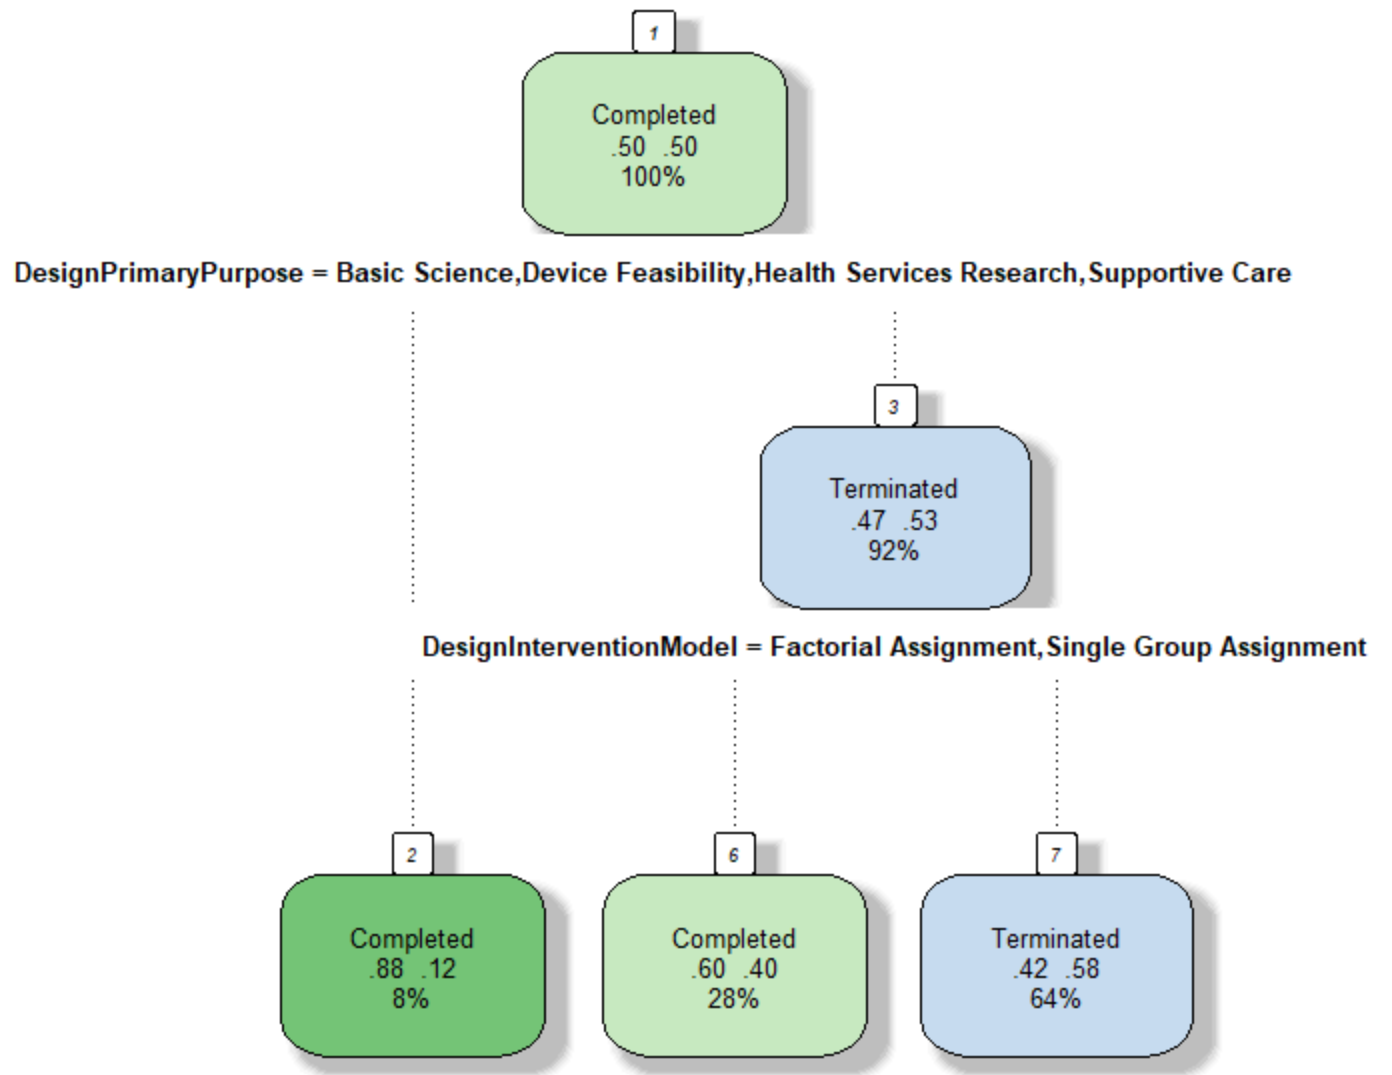 1
Completed
.50 .50
100%
DesignPrimaryPurpose = Basic Science,Device Feasibility,Health Services Research,Supportive Care
3
Terminated
.47 .53
92%
DesignInterventionModel = Factorial Assignment,Single Group Assignment
2
Completed
.88 .12
8%
6
Completed
.60 .40
28%
7
Terminated
.42 .58
64%